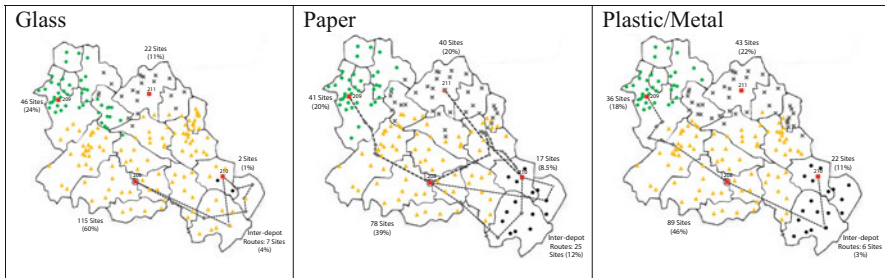 Glass
22 Sites
(11%)
211
209
46 Sites
(24%)
2 Sites
(1%)
210
208
115 Sites
(60%)
Inter-depot
Routes: 7 Sites
(4%)
Paper
40 Sites
(20%)
211
41 Sites
(20%)
209
17 Sites
(8.5%)
208
210
78 Sites
(39%)
Inter-depot
Routes: 25
Sites (12%)
Plastic/Metal
43 Sites
(22%)
211
36 Sites
(18%)
209
22 Sites
(11%)
208
210
89 Sites
(46%)
Inter-depot
Routes: 6 Sites
(3%)